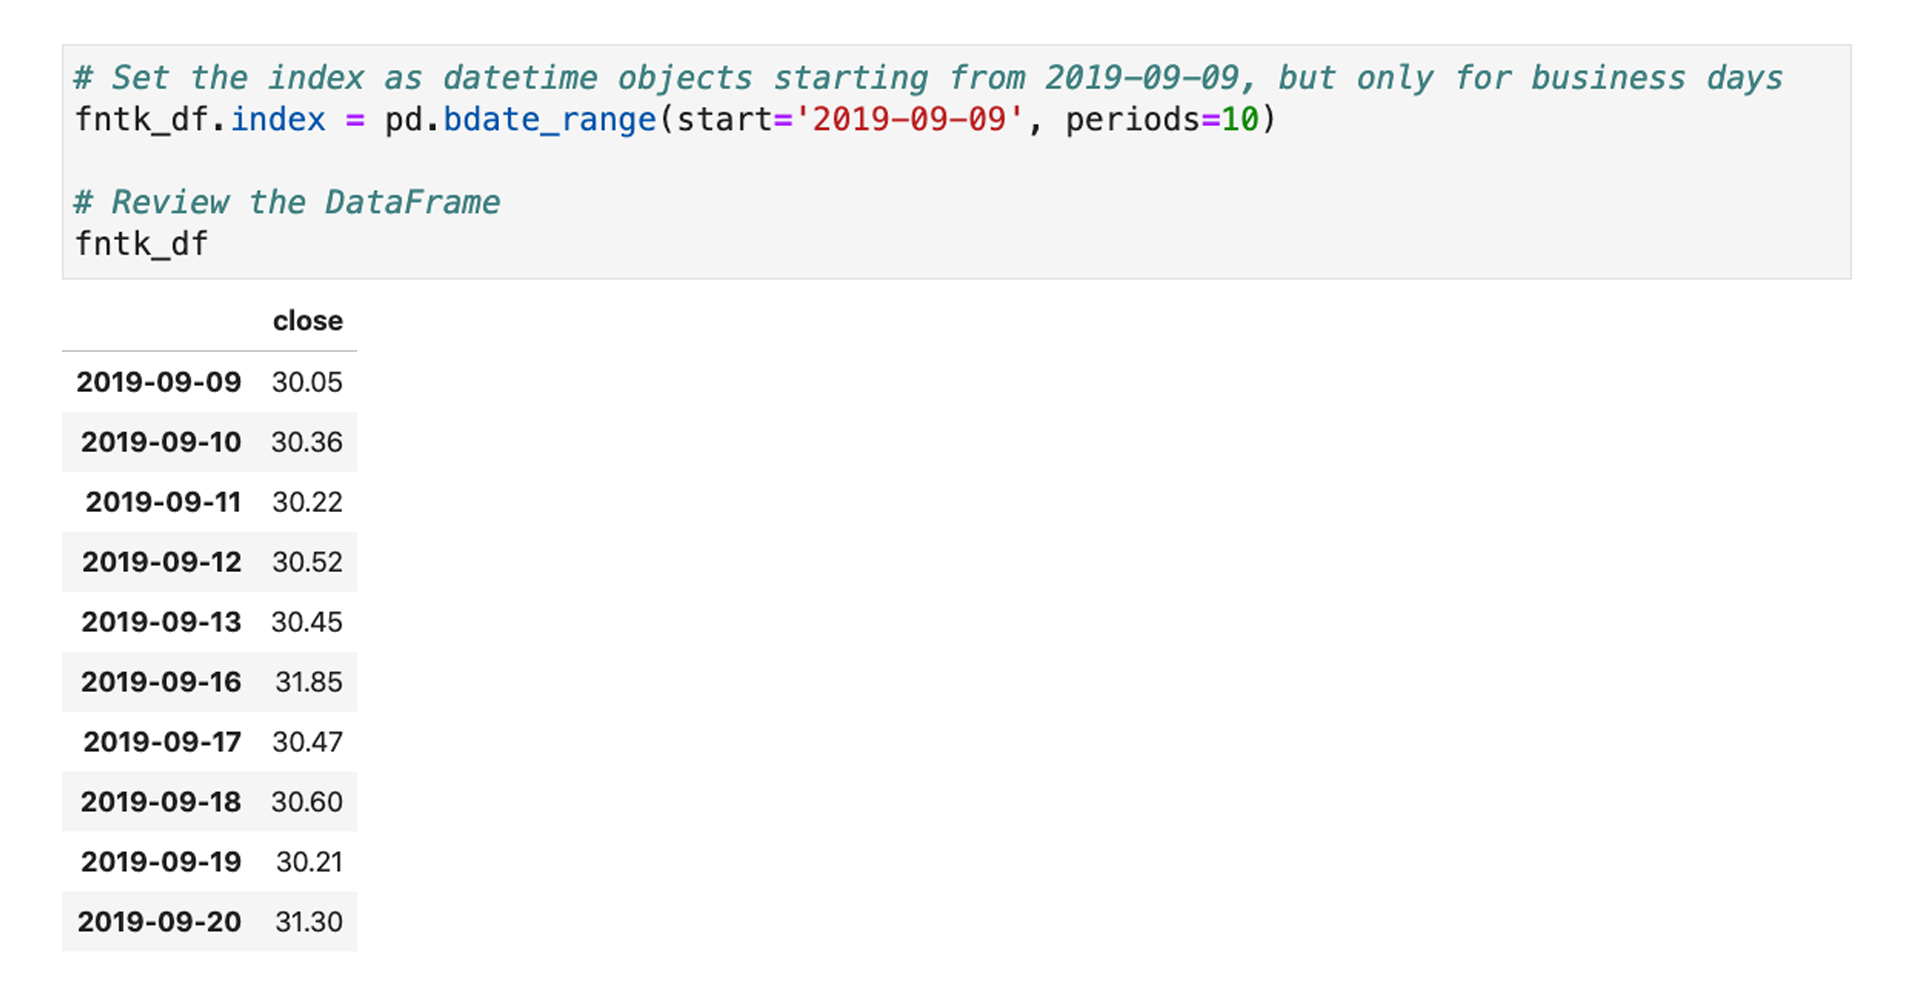 # Set the index as datetime objects starting from 2019-09-09, but only for business days
fntk_df.index = pd.bdate_range(start='2019-09-09', periods=10)
# Review the DataFrame
fntk_df
close
2019-09-09 30.05
2019-09-10 30.36
2019-09-11 30.22
2019-09-12 30.52
2019-09-13 30.45
2019-09-16 31.85
2019-09-17 30.47
2019-09-18 30.60
2019-09-19 30.21
2019-09-20 31.30